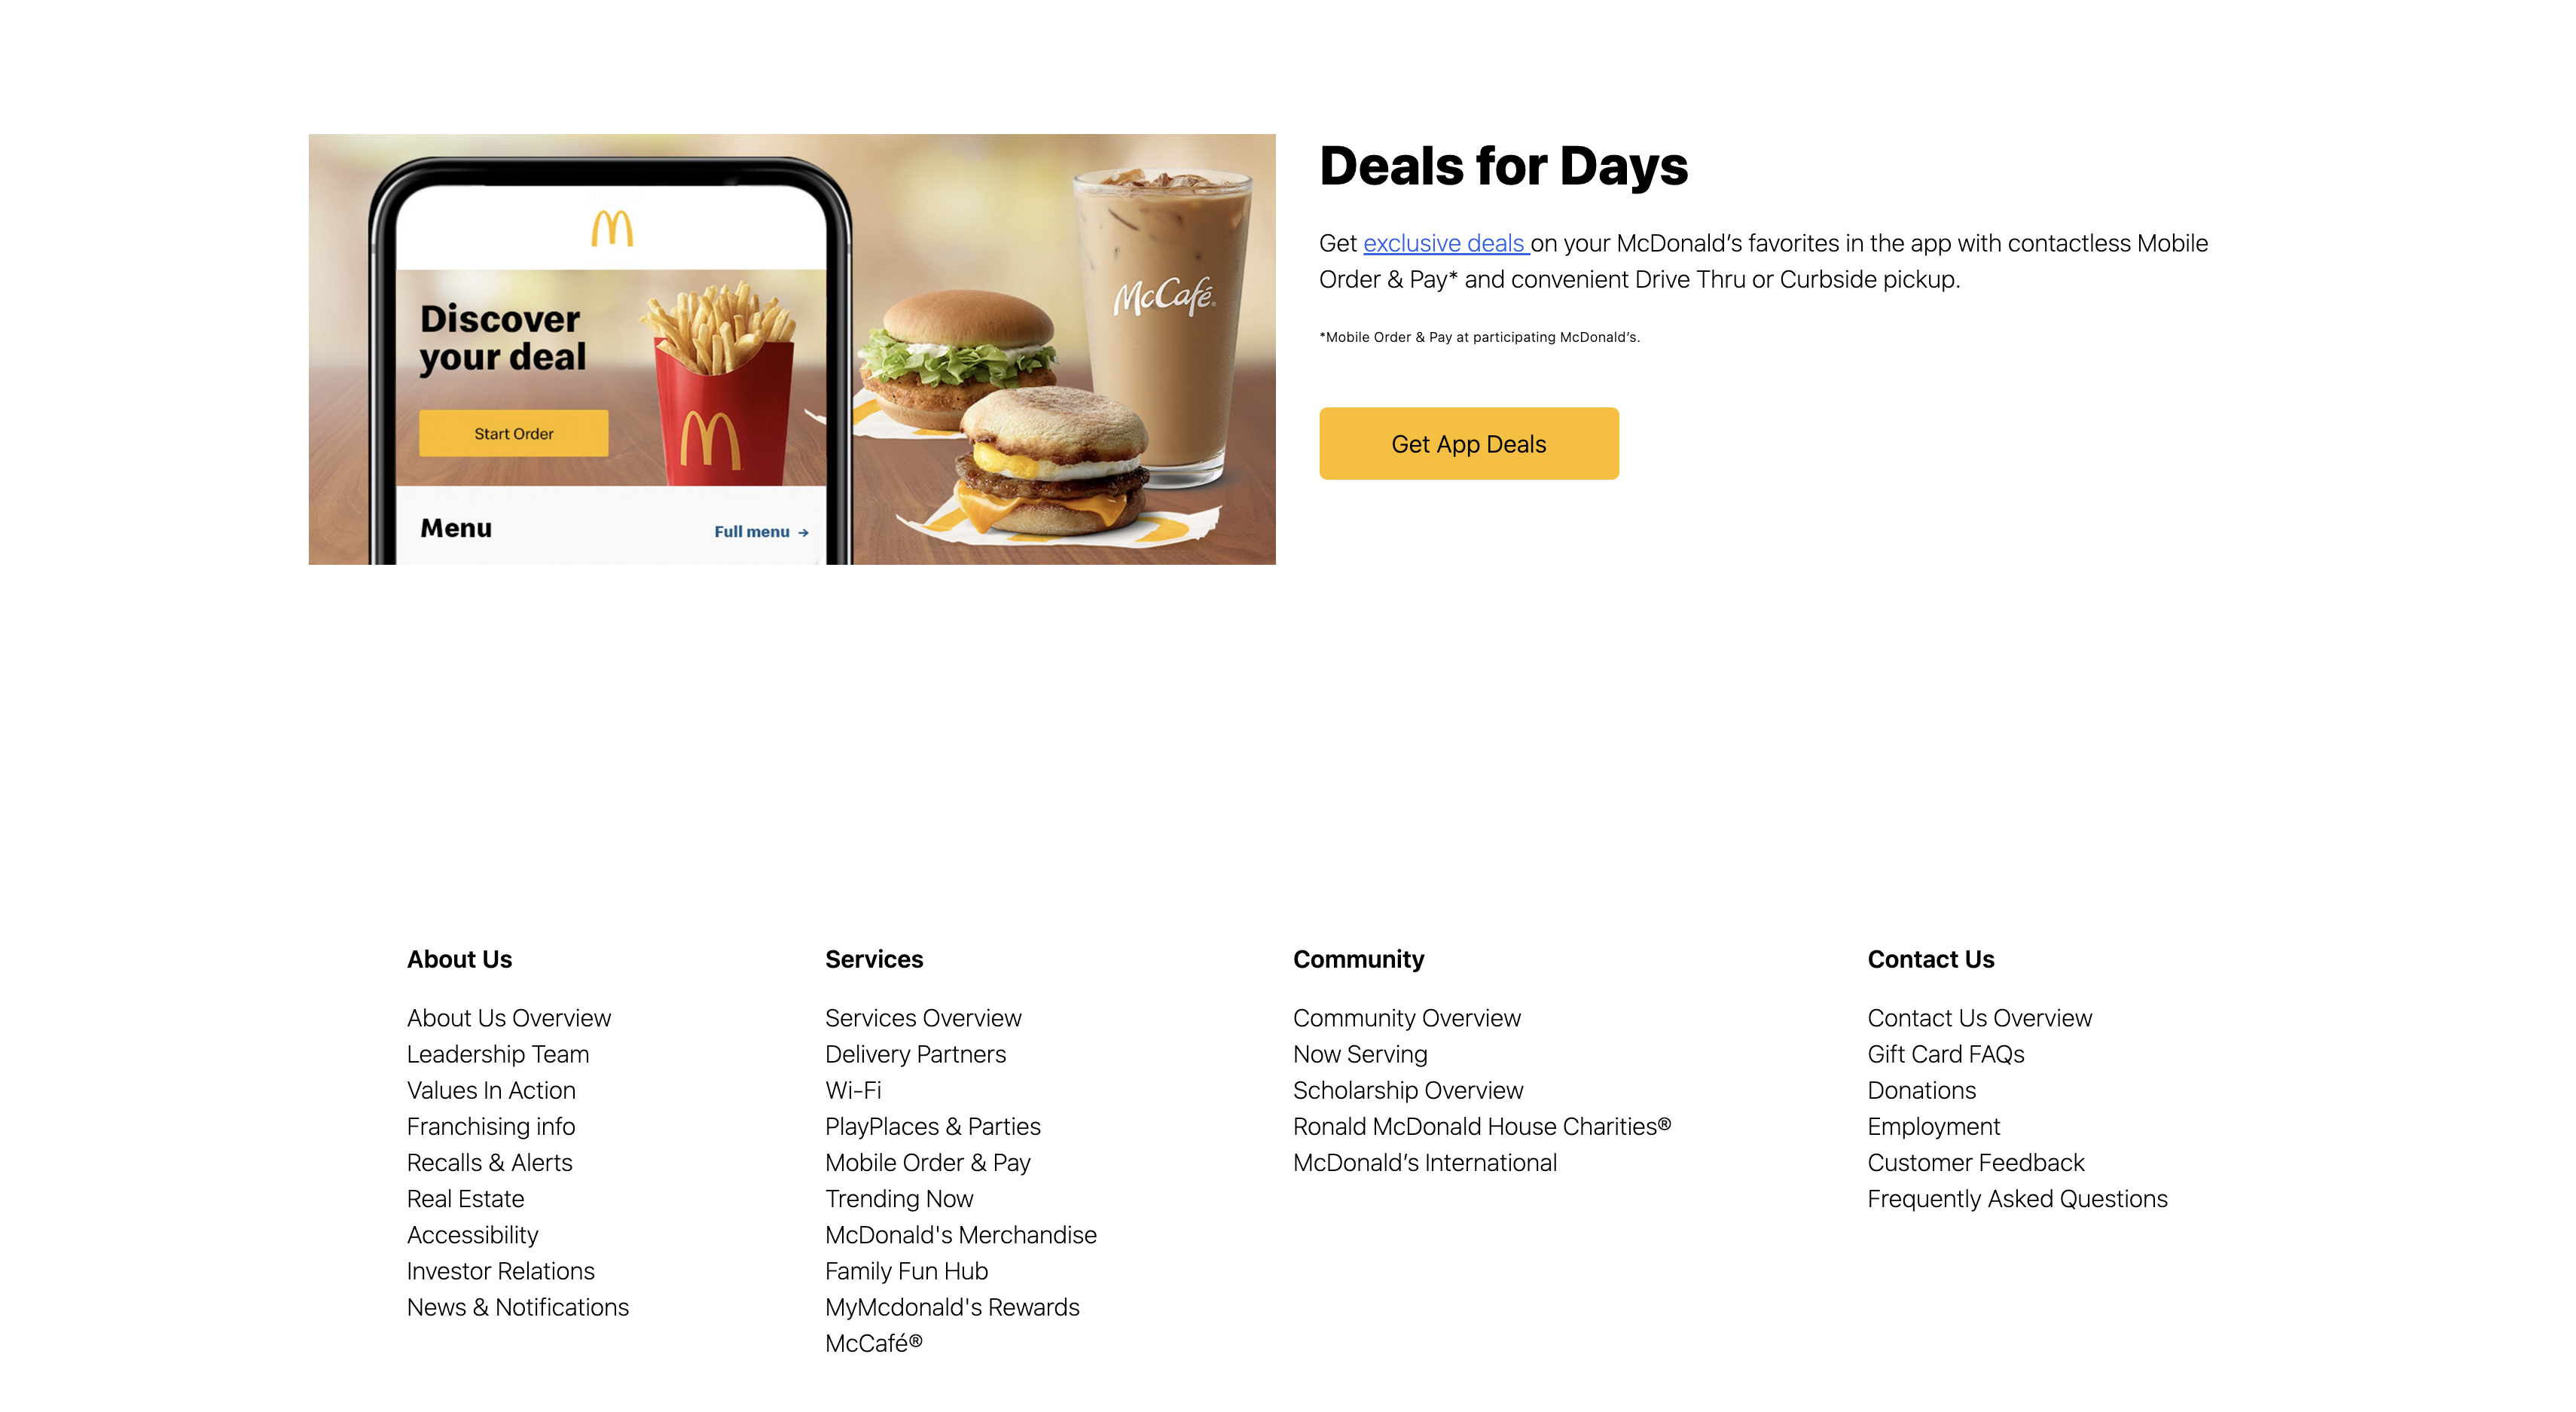 Discover
your deal
Start Order
Menu
Full menu →
McCafé®
Deals for Days
Get exclusive deals on your McDonald’s favorites in the app with contactless Mobile
Order & Pay* and convenient Drive Thru or Curbside pickup.
*Mobile Order & Pay at participating McDonald’s.
Get App Deals
About Us
About Us Overview
Leadership Team
Values In Action
Franchising info
Recalls & Alerts
Real Estate
Accessibility
Investor Relations
News & Notifications
Services
Services Overview
Delivery Partners
Wi-Fi
PlayPlaces & Parties
Mobile Order & Pay
Trending Now
McDonald's Merchandise
Family Fun Hub
MyMcdonald's Rewards
McCafé®
Community
Community Overview
Now Serving
Scholarship Overview
Ronald McDonald House Charities®
McDonald’s International
Contact Us
Contact Us Overview
Gift Card FAQs
Donations
Employment
Customer Feedback
Frequently Asked Questions